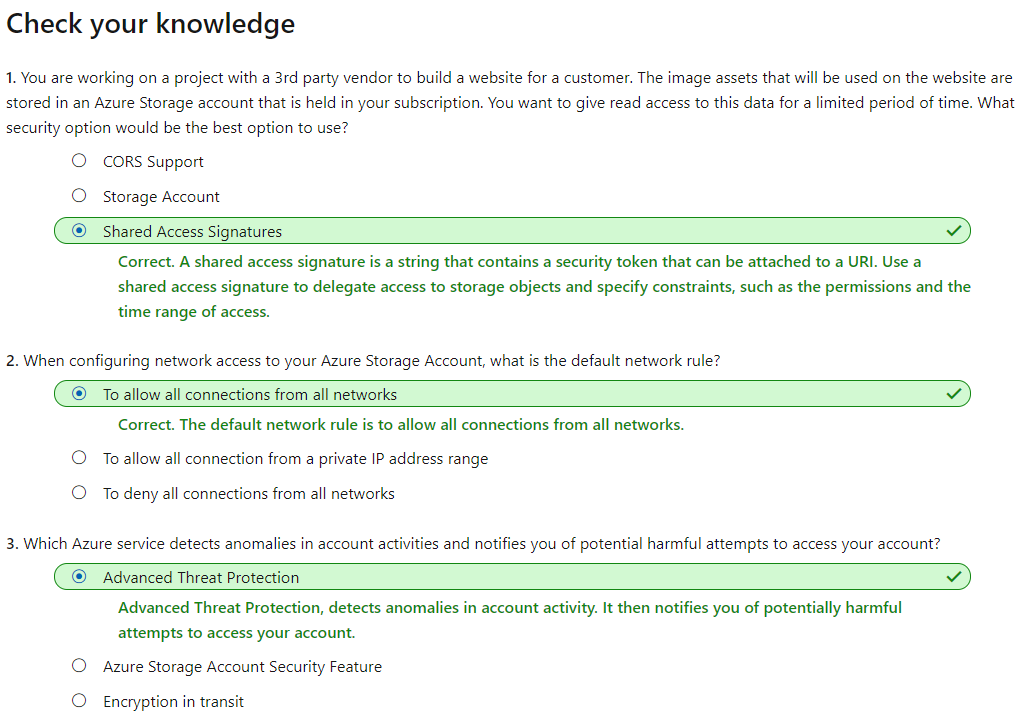 Check your knowledge
1. You are working on a project with a 3rd party vendor to build a website for a customer. The image assets that will be used on the website are
stored in an Azure Storage account that is held in your subscription. You want to give read access to this data for a limited period of time. What
security option would be the best option to use?
CORS Support
Storage Account
Shared Access Signatures
Correct. A shared access signature is a string that contains a security token that can be attached to a URI. Use a
shared access signature to delegate access to storage objects and specify constraints, such as the permissions and the
time range of access.
2. When configuring network access to your Azure Storage Account, what is the default network rule?
To allow all connections from all networks
Correct. The default network rule is to allow all connections from all networks.
To allow all connection from a private IP address range
To deny all connections from all networks
3. Which Azure service detects anomalies in account activities and notifies you of potential harmful attempts to access your account?
Advanced Threat Protection
Advanced Threat Protection, detects anomalies in account activity. It then notifies you of potentially harmful
attempts to access your account.
Azure Storage Account Security Feature
Encryption in transit